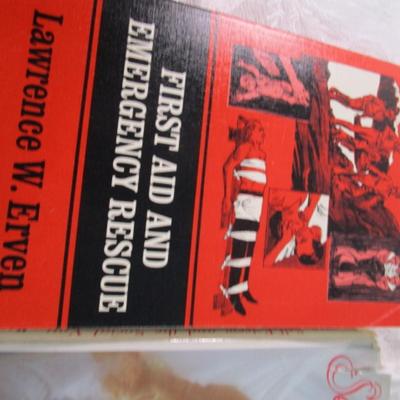 FIRST AID AND
EMERGENCY RESCUE
Lawrence W. Erven